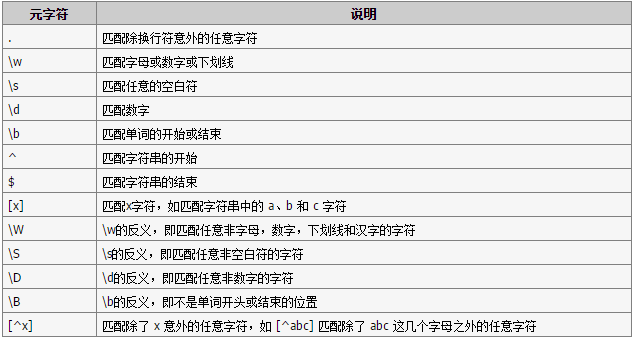 元字符 说明
. 匹配除换行符意外的任意字符
\w 匹配字母或数字或下划线
\s 匹配任意的空白符
\d 匹配数字
\b 匹配单词的开始或结束
^ 匹配字符串的开始
$ 匹配字符串的结束
[x] 匹配x字符，如匹配字符串中的 a、b 和 c 字符
\W \w的反义，即匹配任意非字母，数字，下划线和汉字的字符
\S \s的反义，即匹配任意非空白符的字符
\D \d的反义，即匹配任意非数字的字符
\B \b的反义，即不是单词开头或结束的位置
[^x] 匹配除了 x 意外的任意字符，如 [^abc] 匹配除了 abc 这几个字母之外的任意字符